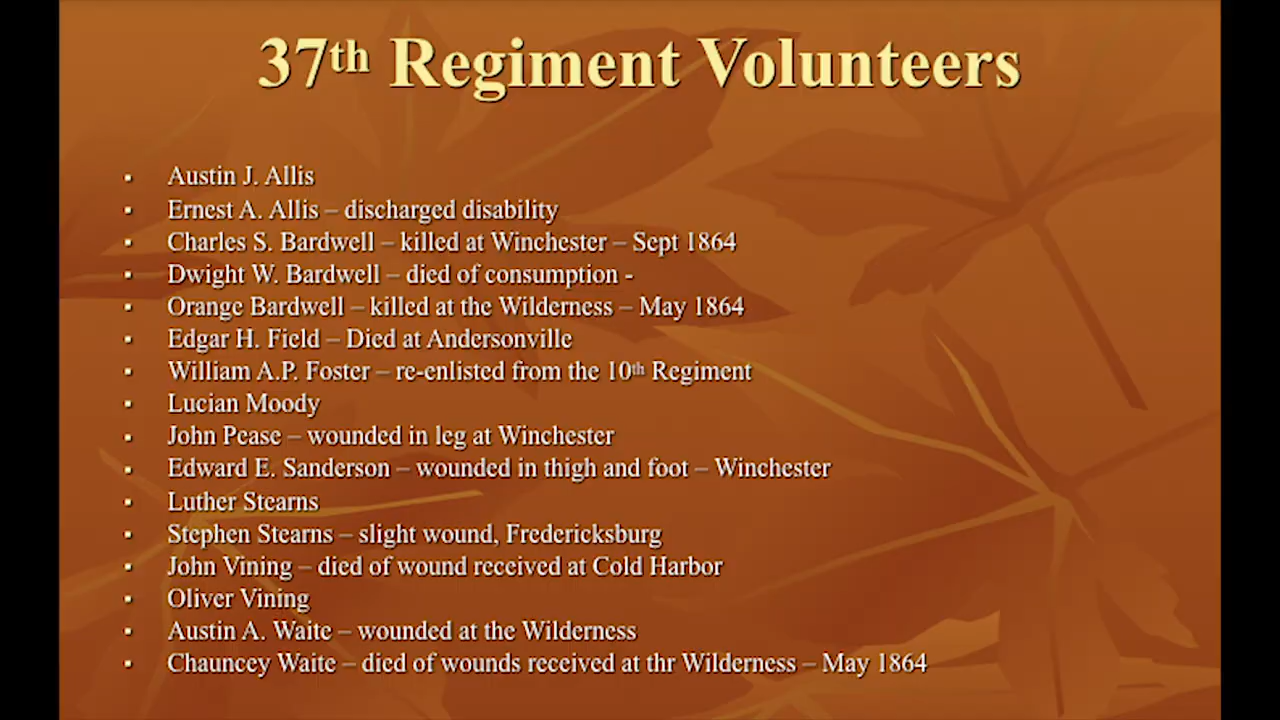 37th Regiment Volunteers
▪ Austin J. Allis
▪ Ernest A. Allis – discharged disability
▪ Charles S. Bardwell – killed at Winchester – Sept 1864
▪ Dwight W. Bardwell – died of consumption -
▪ Orange Bardwell – killed at the Wilderness – May 1864
▪ Edgar H. Field – Died at Andersonville
▪ William A.P. Foster – re-enlisted from the 10th Regiment
▪ Lucian Moody
▪ John Pease – wounded in leg at Winchester
▪ Edward E. Sanderson – wounded in thigh and foot – Winchester
▪ Luther Stearns
▪ Stephen Stearns – slight wound, Fredericksburg
▪ John Vining – died of wound received at Cold Harbor
▪ Oliver Vining
▪ Austin A. Waite – wounded at the Wilderness
▪ Chauncey Waite – died of wounds received at thr Wilderness – May 1864